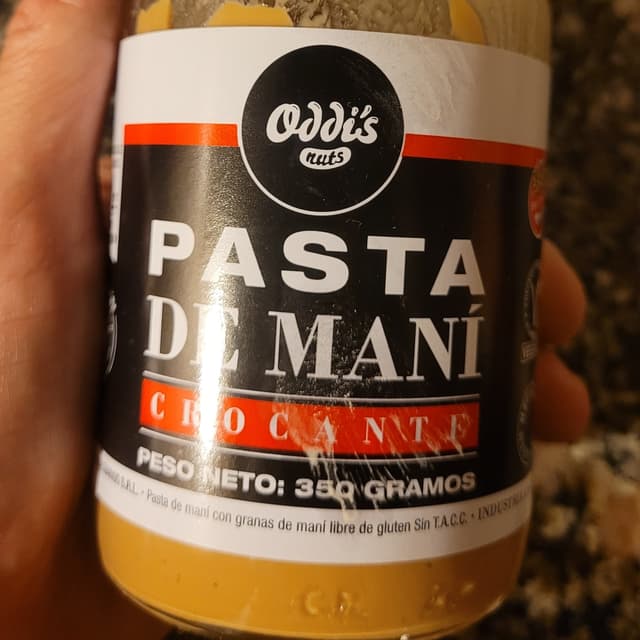 Oddi's
nuts
PASTA
DE MANÍ
CROCANTE
PESO NETO: 350 GRAMOS
S.R.L. - Pasta de maní con granas de maní libre de gluten Sin T.A.C.C. - INDUSTRIA